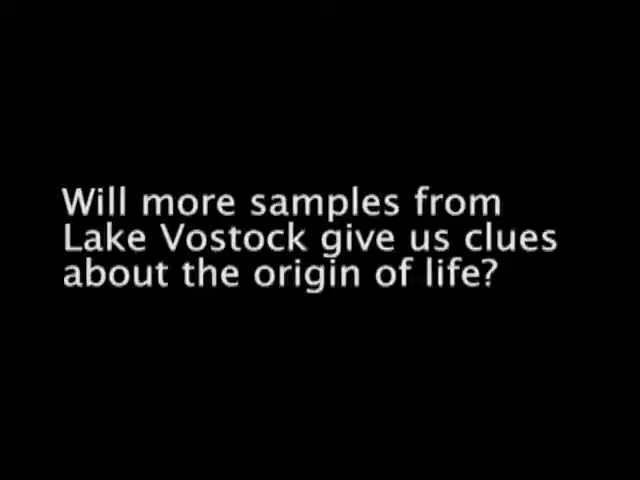 Will more samples from
Lake Vostock give us clues
about the origin of life?